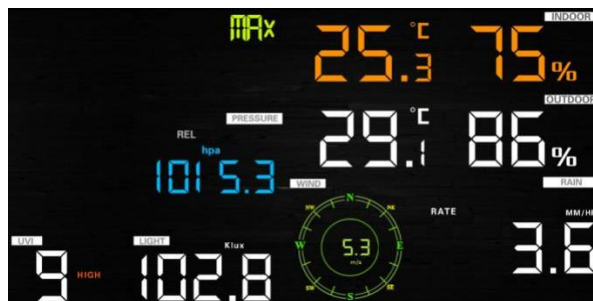 MAX
INDOOR
25.3 °C
75%
OUTDOOR
29.1 °C
86%
PRESSURE
REL
hpa
1015.3
WIND
N
NW
NE
W
E
SW
SE
S
5.3
m/s
RAIN
RATE
MM/H
3.6
UVI
9 HIGH
LIGHT
Klux
102.8